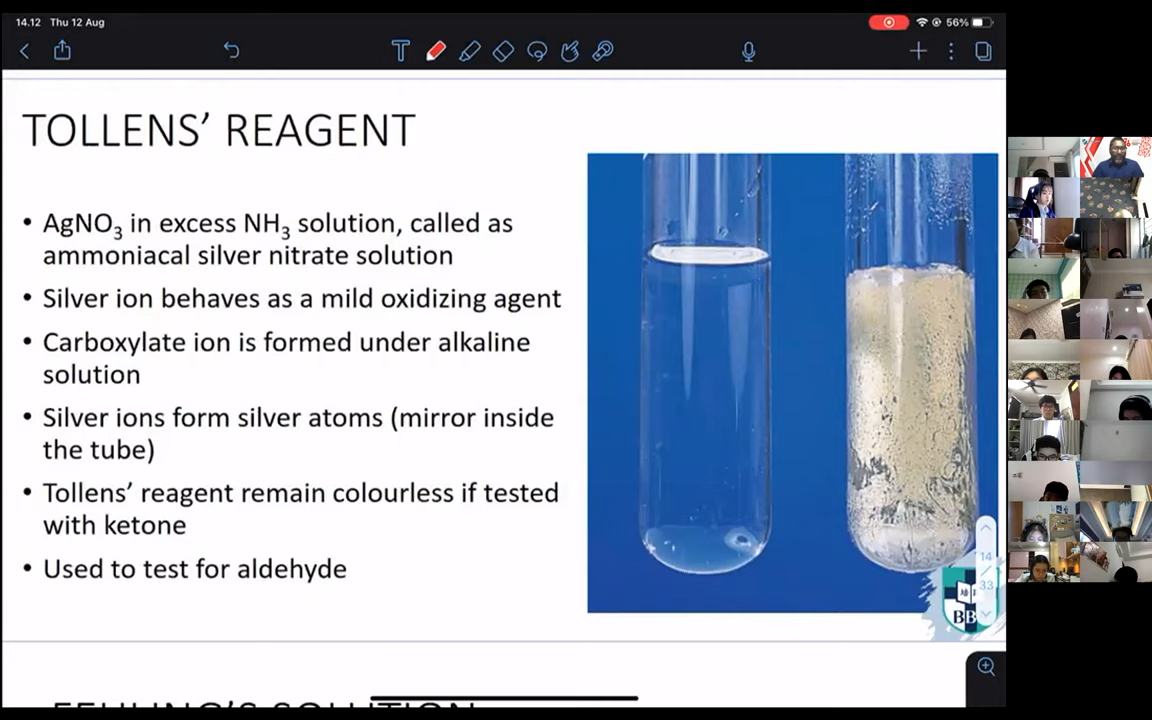 14.12 Thu 12 Aug
56%
TOLLENS’ REAGENT
• AgNO3 in excess NH3 solution, called as
ammoniacal silver nitrate solution
• Silver ion behaves as a mild oxidizing agent
• Carboxylate ion is formed under alkaline
solution
• Silver ions form silver atoms (mirror inside
the tube)
• Tollens’ reagent remain colourless if tested
with ketone
• Used to test for aldehyde
14
/
33
FEHLING’S SOLUTION